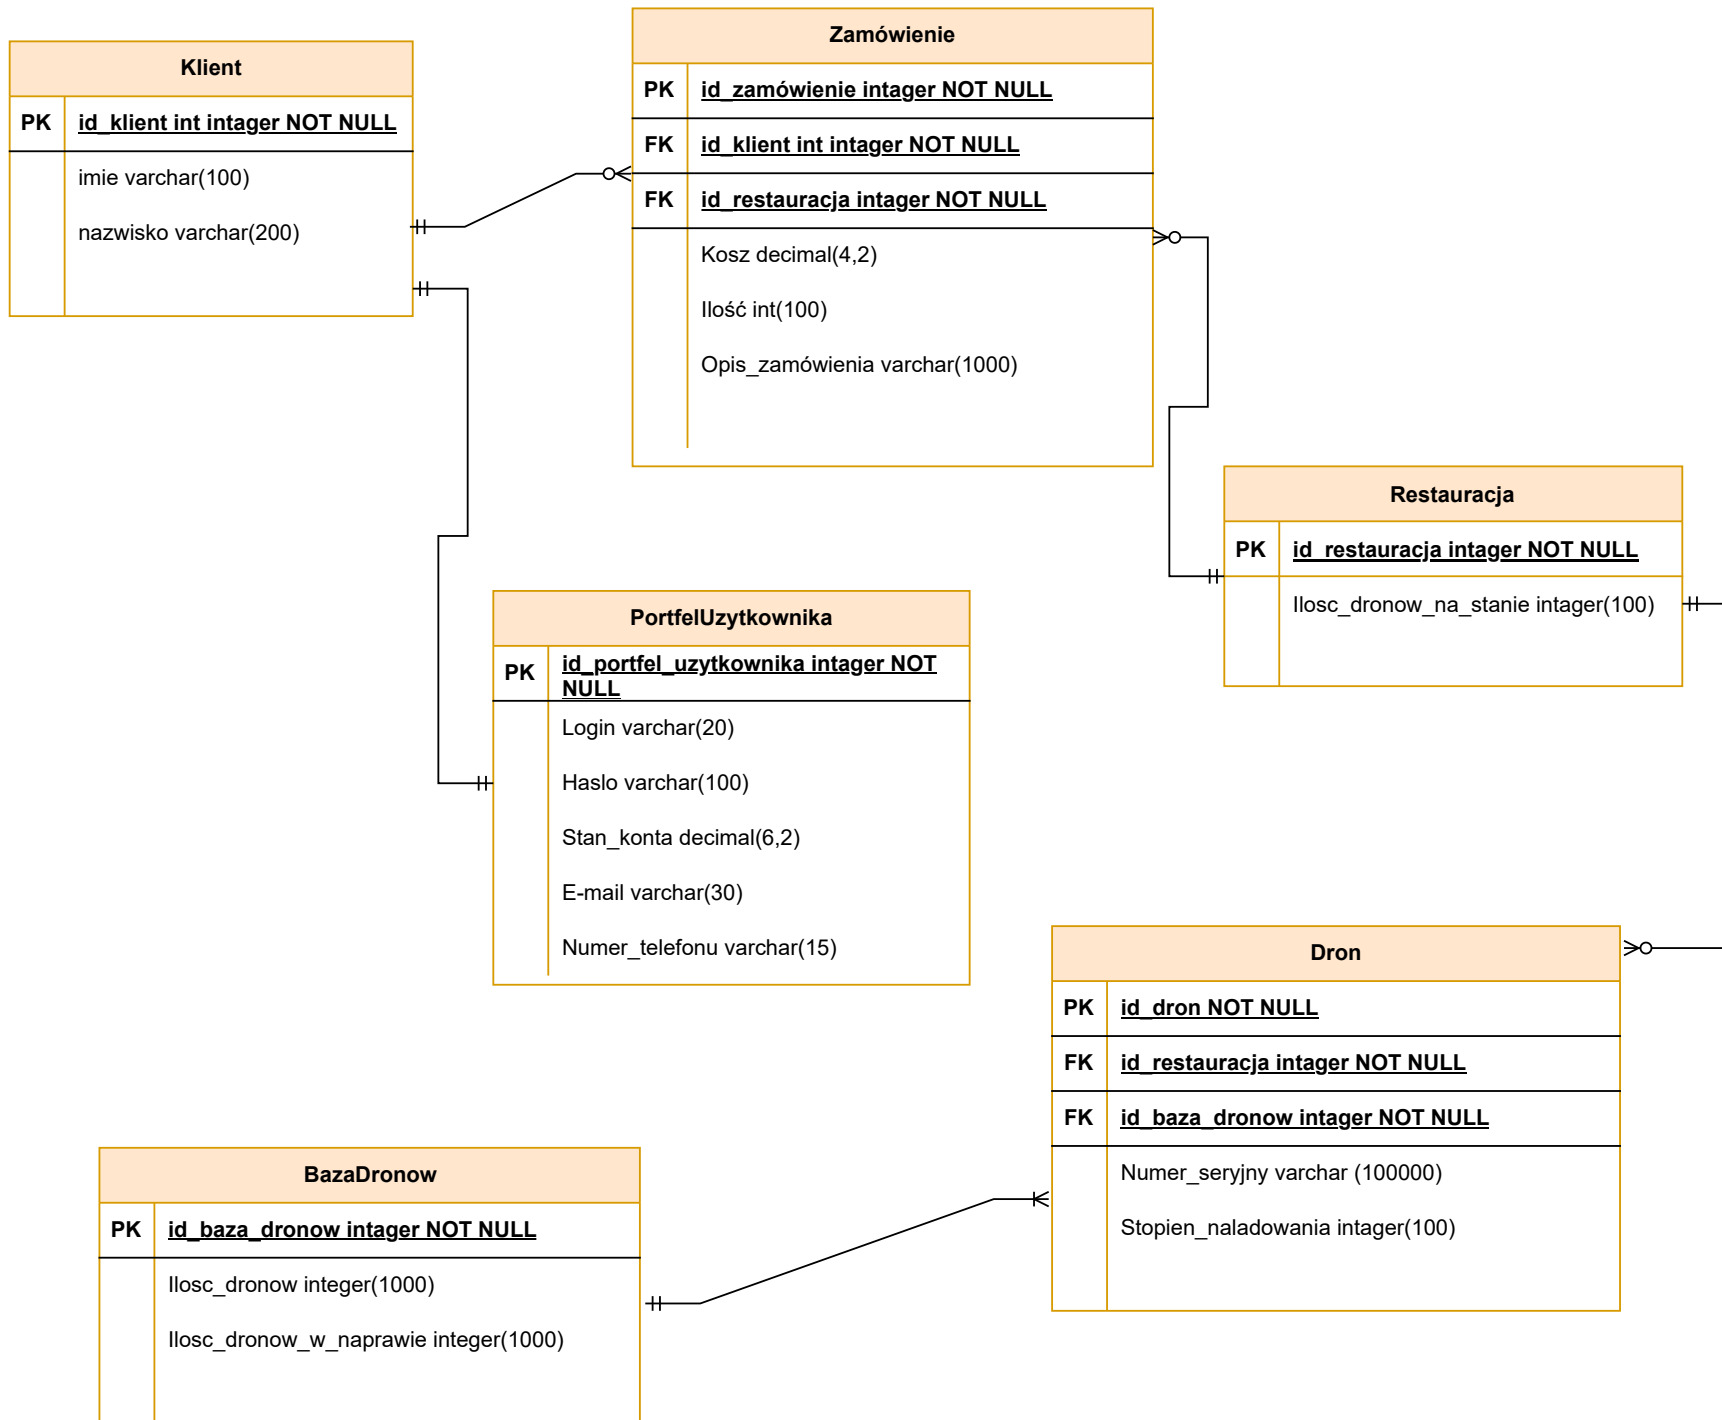 Klient
PK id_klient int intager NOT NULL
imie varchar(100)
nazwisko varchar(200)
Zamówienie
PK id_zamówienie intager NOT NULL
FK id_klient int intager NOT NULL
FK id_restauracja intager NOT NULL
Kosz decimal(4,2)
Ilość int(100)
Opis_zamówienia varchar(1000)
Restauracja
PK id_restauracja intager NOT NULL
Ilosc_dronow_na_stanie intager(100)
PortfelUzytkownika
PK id_portfel_uzytkownika intager NOT
NULL
Login varchar(20)
Haslo varchar(100)
Stan_konta decimal(6,2)
E-mail varchar(30)
Numer_telefonu varchar(15)
Dron
PK id_dron NOT NULL
FK id_restauracja intager NOT NULL
FK id_baza_dronow intager NOT NULL
Numer_seryjny varchar (100000)
Stopien_naladowania intager(100)
BazaDronow
PK id_baza_dronow intager NOT NULL
Ilosc_dronow integer(1000)
Ilosc_dronow_w_naprawie integer(1000)